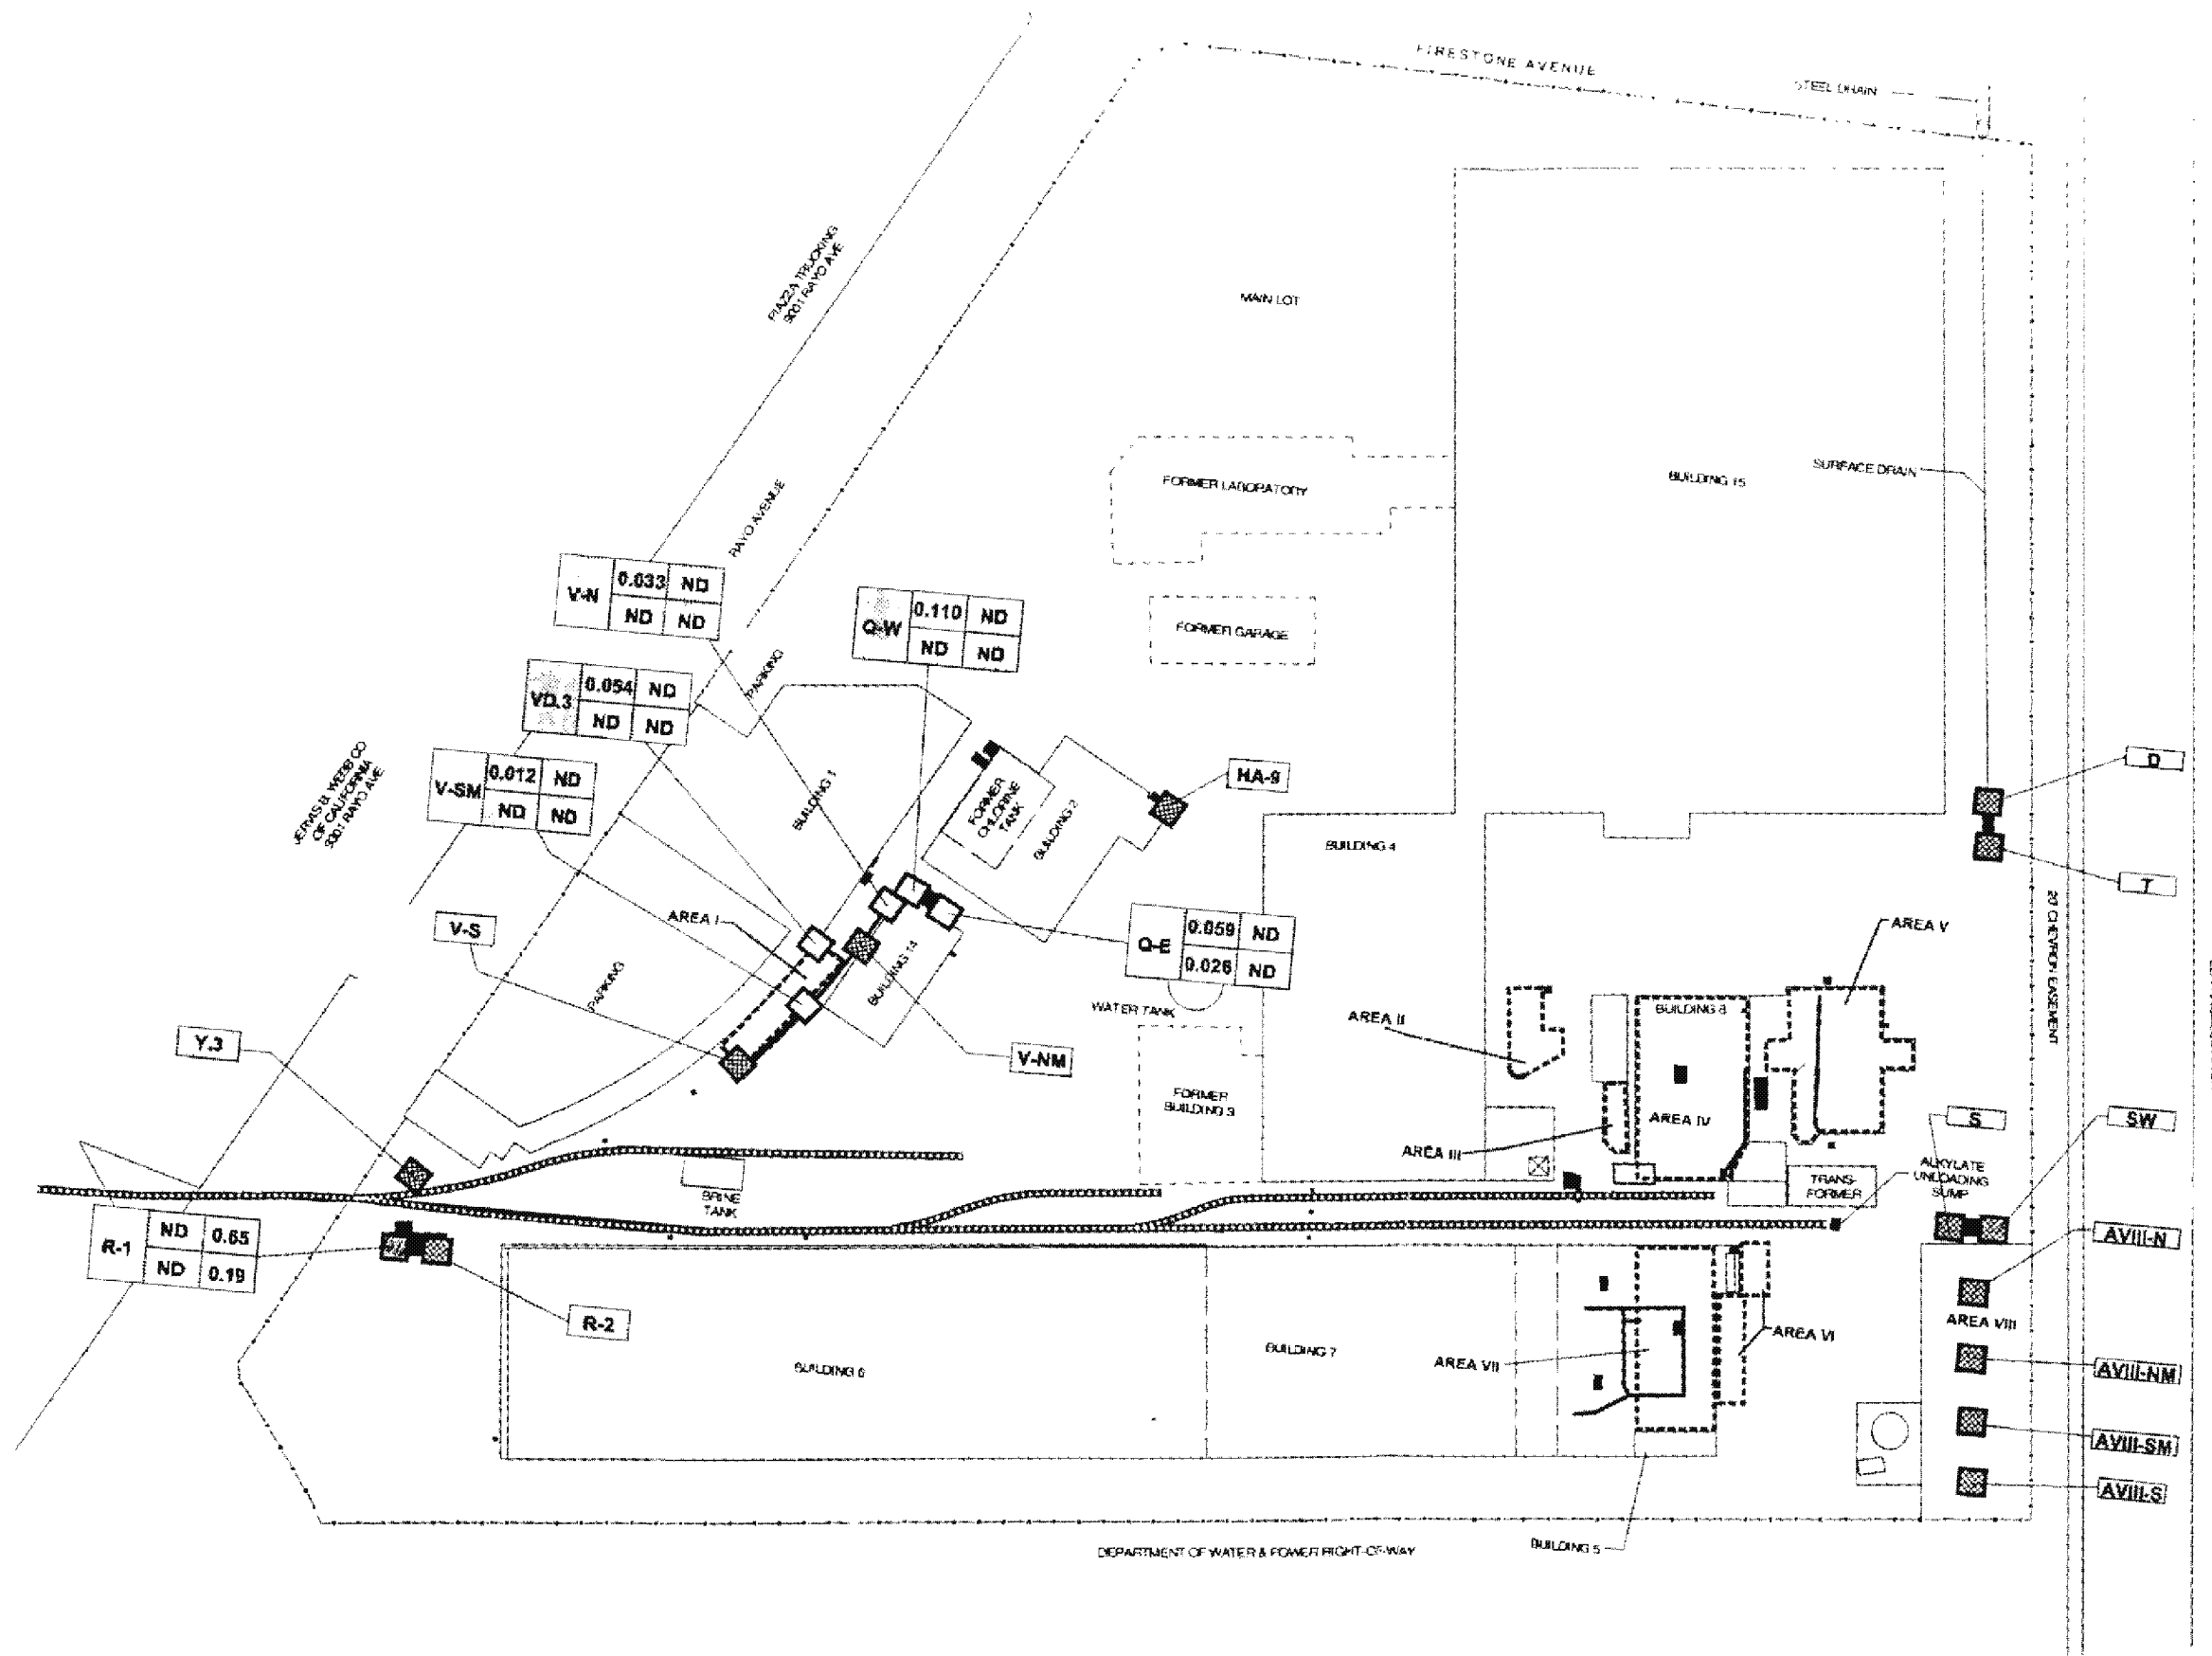 FIRESTONE AVENUE
STEEL DRAIN
PIAZZA TRUCKING
9001 RAYO AVE
MAIN LOT
RAYO AVENUE
FORMER LABORATORY
BUILDING 15
SURFACE DRAIN
V-N 0.033 ND
ND ND
Q-W 0.110 ND
ND ND
FORMER GARAGE
PARKING
VD.3 0.054 ND
ND ND
V-SM 0.012 ND
ND ND
JERVIS B. WEBB CO
OF CALIFORNIA
9301 RAYO AVE
BUILDING 1
FORMER
CHLORINE
TANK
BUILDING 2
HA-9
BUILDING 4
D
T
20' CHEVRON EASEMENT
AREA I
V-S
BUILDING 14
Q-E 0.059 ND
0.026 ND
WATER TANK
PARKING
AREA V
AREA II
BUILDING 8
Y.3
V-NM
FORMER
BUILDING 3
AREA IV
AREA III
S
SW
BRINE
TANK
TRANS-
FORMER
ALKYLATE
UNLOADING
SUMP
R-1 ND 0.65
ND 0.19
R-2
AVIII-N
AREA VIII
BUILDING 6
BUILDING 7
AREA VII
AREA VI
AVIII-NM
AVIII-SM
AVIII-S
BUILDING 5
DEPARTMENT OF WATER & POWER RIGHT-OF-WAY